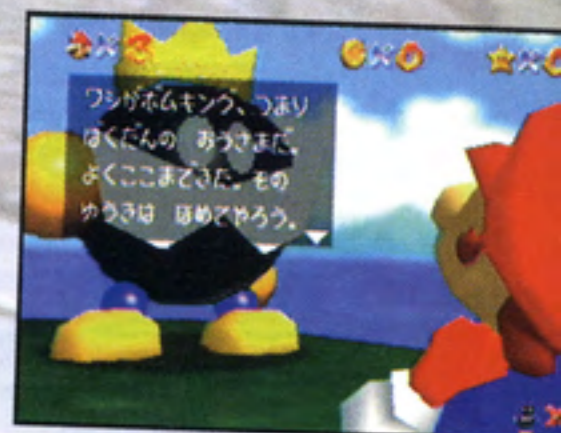 ×
×
×
ワシがボムキング、つまり
ばくだんの おうさまだ。
よくここまできた。その
ゆうきは ほめてやろう。